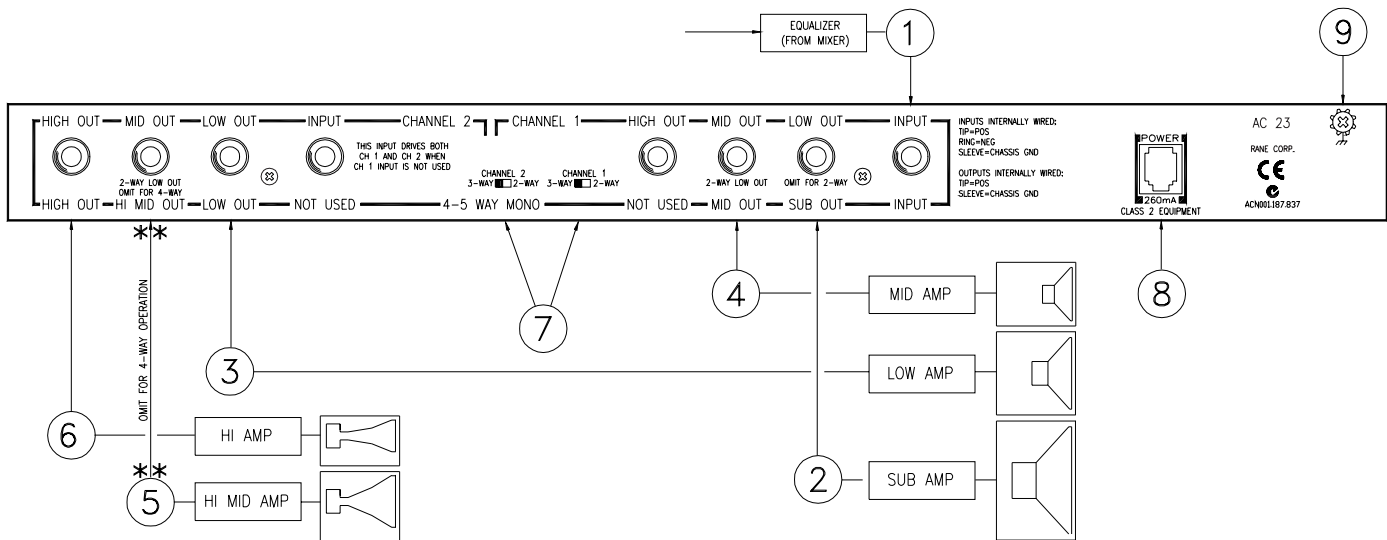 EQUALIZER
(FROM MIXER)
1
9
HIGH OUT MID OUT LOW OUT INPUT CHANNEL 2 CHANNEL 1 HIGH OUT MID OUT LOW OUT INPUT
2-WAY LOW OUT
OMIT FOR 4-WAY
THIS INPUT DRIVES BOTH
CH 1 AND CH 2 WHEN
CH 1 INPUT IS NOT USED
CHANNEL 2
3-WAY 2-WAY
CHANNEL 1
3-WAY 2-WAY
2-WAY LOW OUT
OMIT FOR 2-WAY
HIGH OUT HI MID OUT LOW OUT NOT USED 4-5 WAY MONO NOT USED MID OUT SUB OUT INPUT
INPUTS INTERNALLY WIRED:
TIP=POS
RING=NEG
SLEEVE=CHASSIS GND
OUTPUTS INTERNALLY WIRED:
TIP=POS
SLEEVE=CHASSIS GND
POWER
260mA
CLASS 2 EQUIPMENT
AC 23
RANE CORP.
CE
ACN001.187.837
**
OMIT FOR 4-WAY OPERATION
**
4
MID AMP
8
7
3
LOW AMP
6
HI AMP
2
SUB AMP
5
HI MID AMP